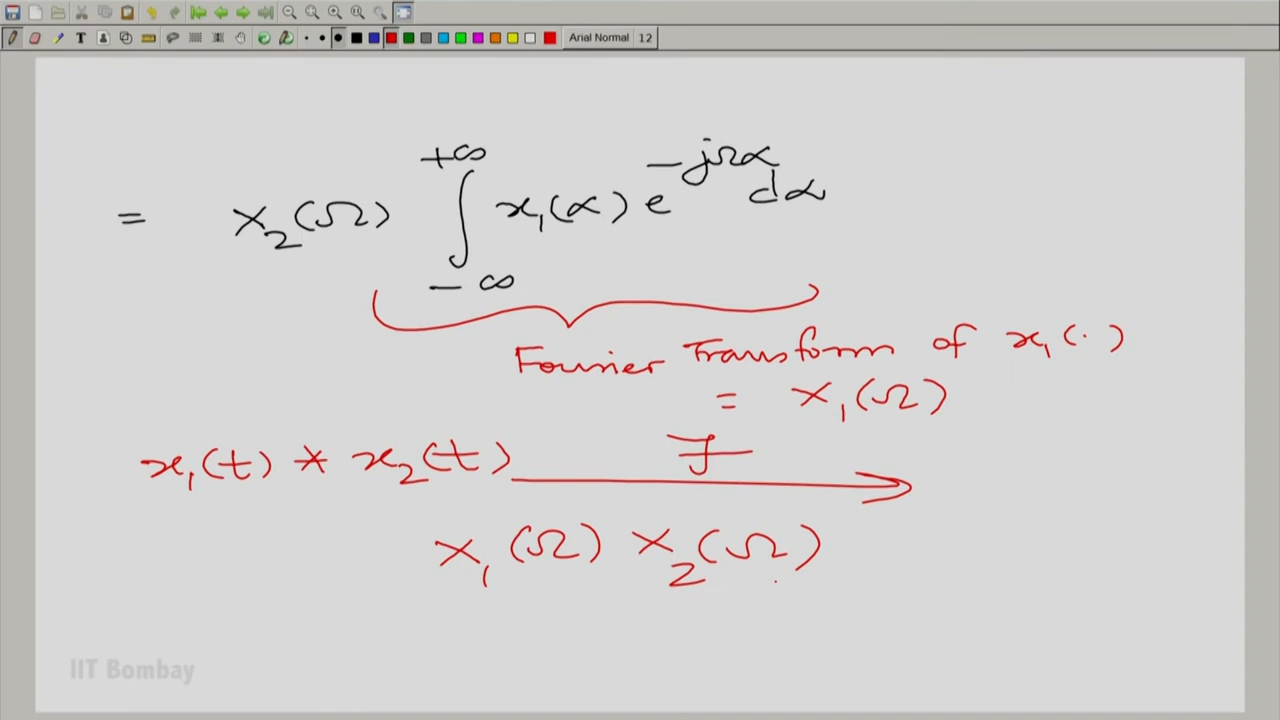 Arial Normal 12
= X₂(Ω) ∫₋∞^+∞ x₁(α) e^-jΩα dα
Fourier Transform of x₁(·)
= X₁(Ω)
x₁(t) * x₂(t) ℱ →
X₁(Ω) X₂(Ω)
IIT Bombay